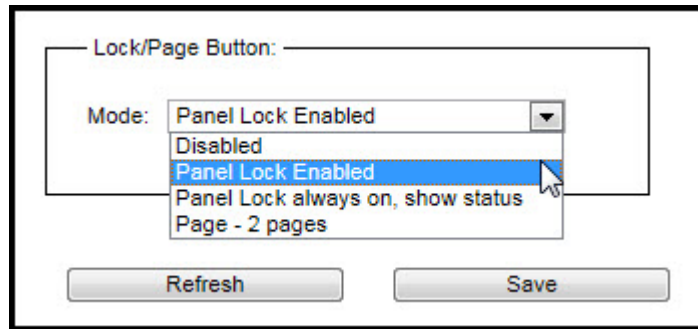 Lock/Page Button:
Mode: Panel Lock Enabled
Disabled
Panel Lock Enabled
Panel Lock always on, show status
Page - 2 pages
Refresh Save